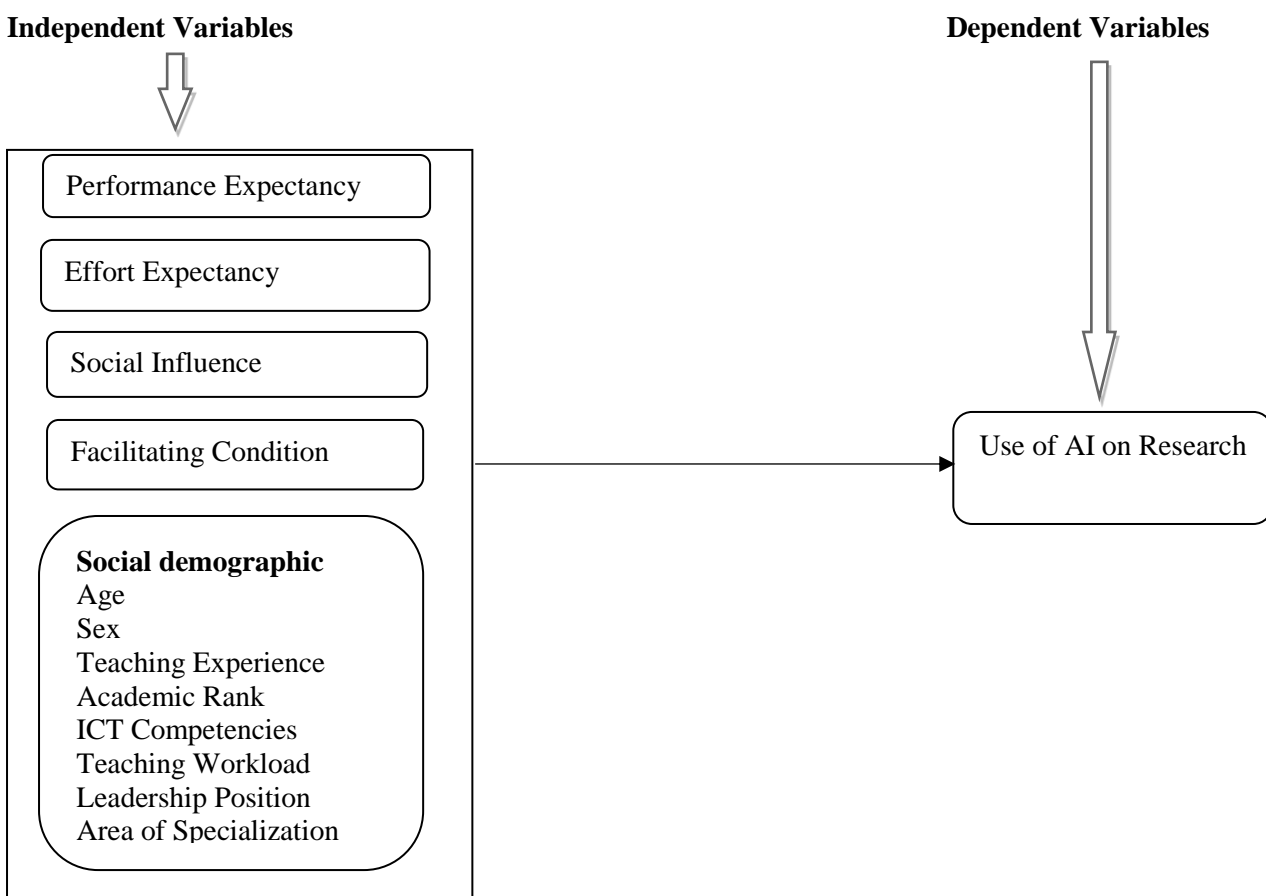 Independent Variables
Dependent Variables
Performance Expectancy
Effort Expectancy
Social Influence
Facilitating Condition
Use of AI on Research
Social demographic
Age
Sex
Teaching Experience
Academic Rank
ICT Competencies
Teaching Workload
Leadership Position
Area of Specialization